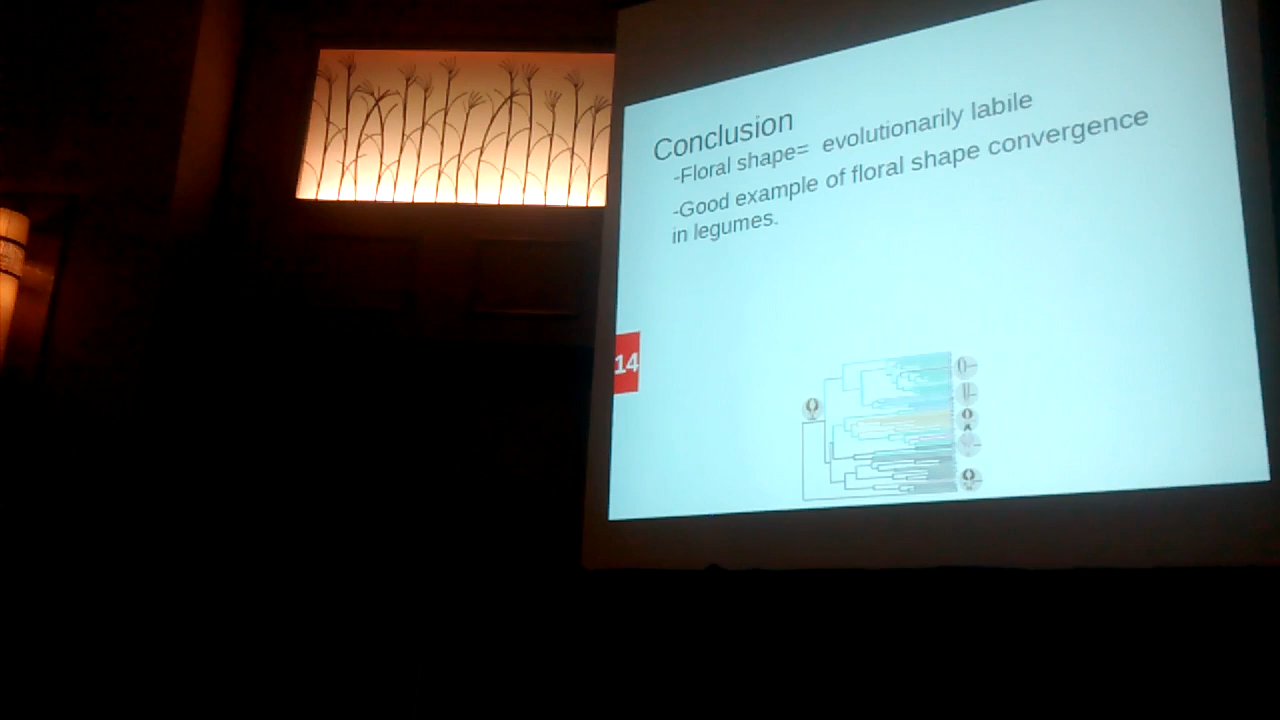 Conclusion
-Floral shape= evolutionarily labile
-Good example of floral shape convergence
in legumes.
14